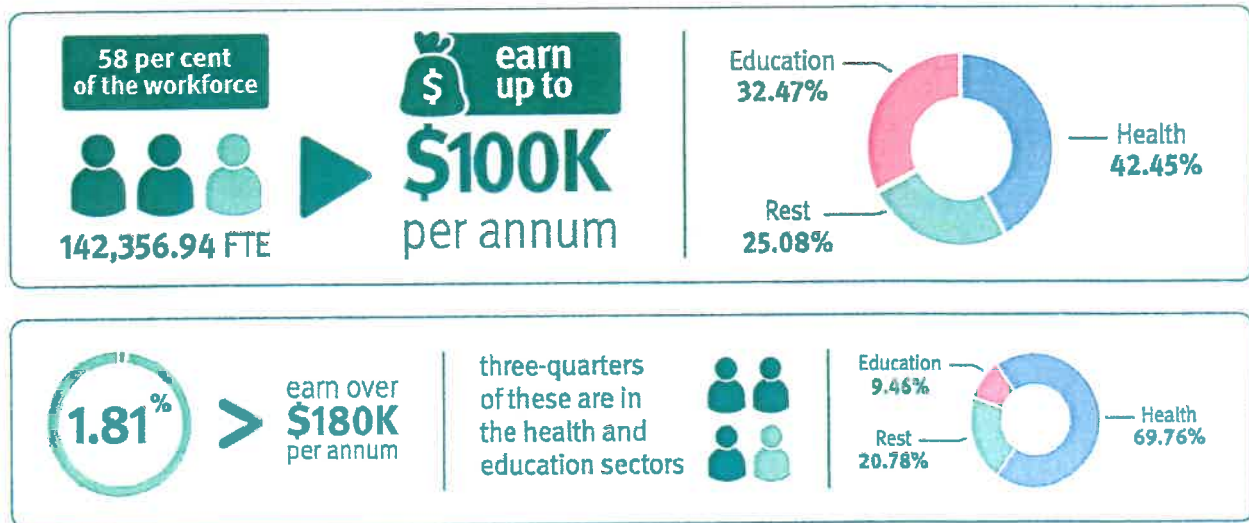 58 per cent
of the workforce
142,356.94 FTE
$
earn
up to
$100K
per annum
Education
32.47%
Health
42.45%
Rest
25.08%
1.81%
>
earn over
$180K
per annum
three-quarters
of these are in
the health and
education sectors
Education
9.46%
Health
69.76%
Rest
20.78%